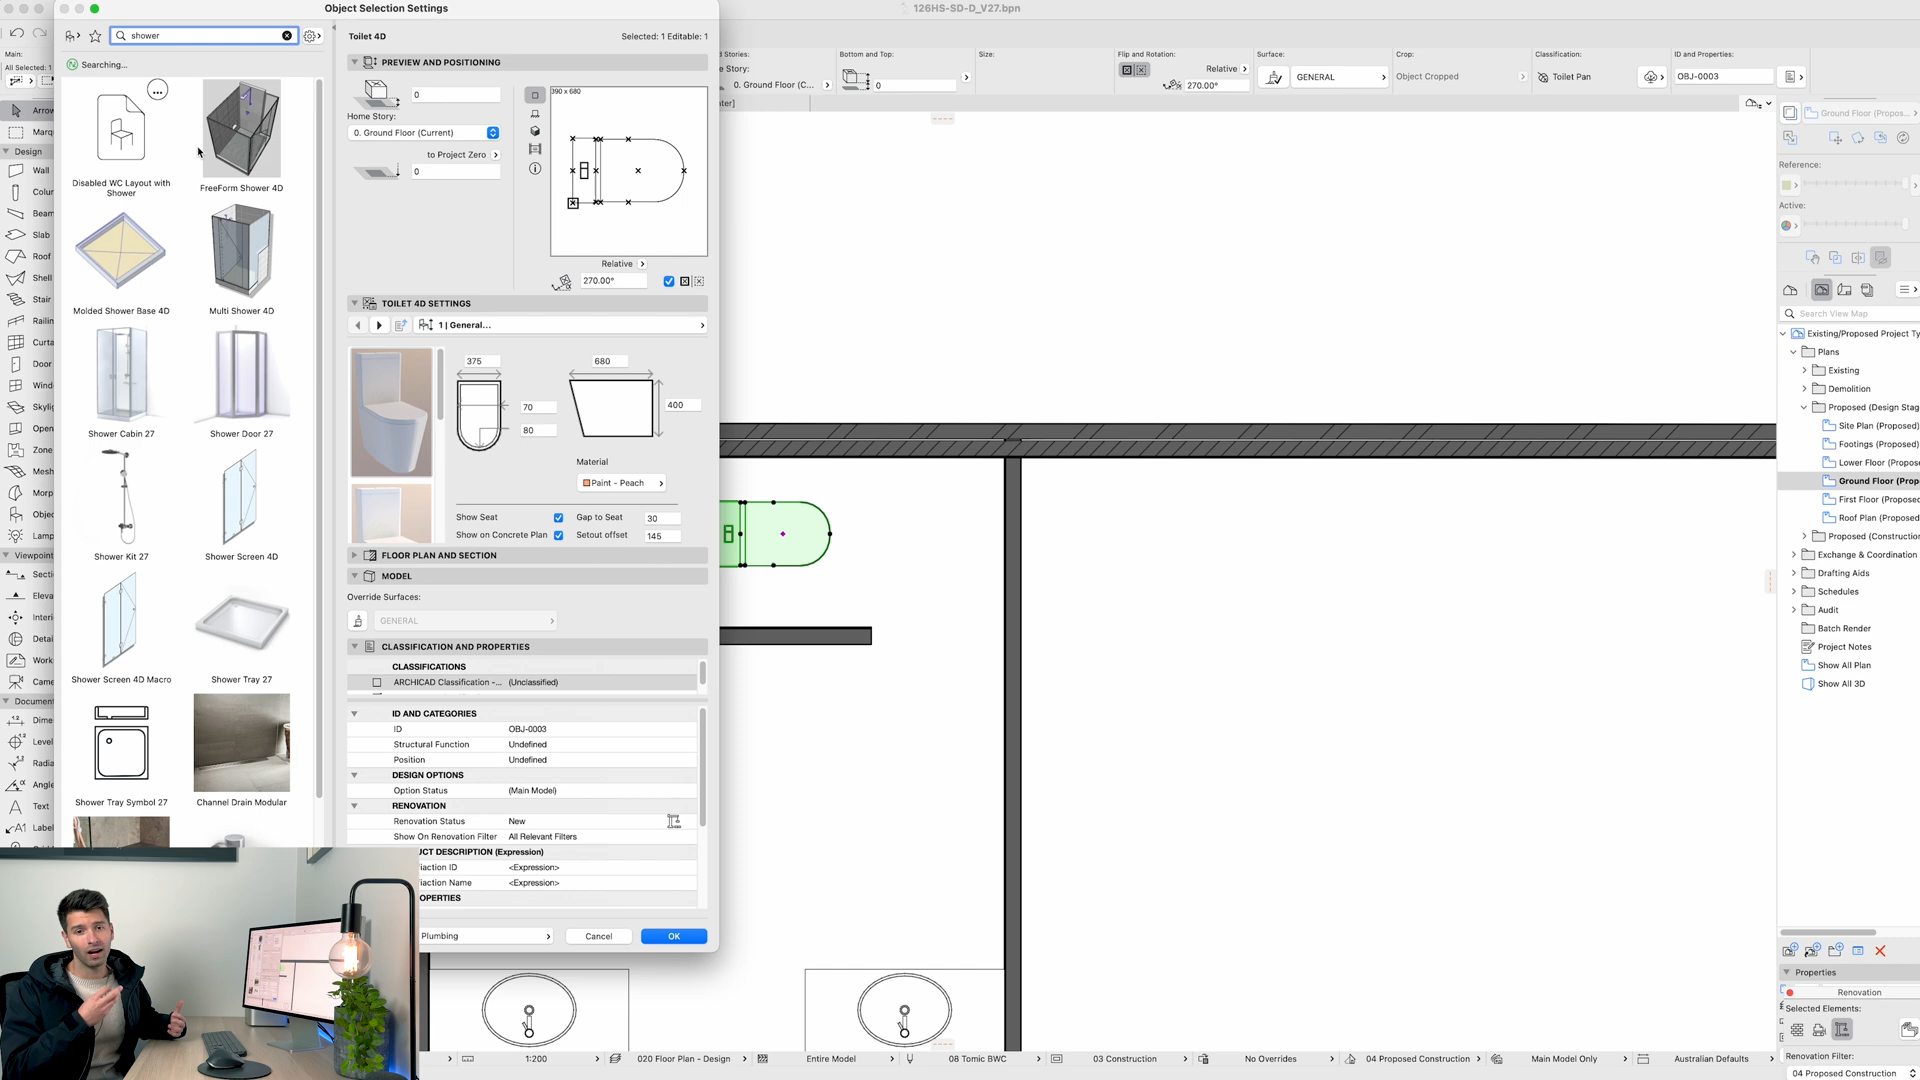 Object Selection Settings
126HS-SD-D_V27.bpn
shower
Toilet 4D
Selected: 1 Editable: 1
Searching...
Main:
All Selected: 1
d Stories:
e Story:
0. Ground Floor (C...
Bottom and Top:
0
Size:
Flip and Rotation:
Relative
270.00°
Surface:
GENERAL
Crop:
Object Cropped
Classification:
Toilet Pan
ID and Properties:
OBJ-0003
Arrow
Marq
Design
Wall
Colum
Beam
Slab
Roof
Shell
Stair
Railin
Curta
Door
Wind
Skylig
Open
Zone
Mesh
Morp
Objec
Lamp
Viewpoint
Secti
Eleva
Interi
Detai
Work
Came
Document
Dime
Level
Radia
Angle
Text
Label
Disabled WC Layout with
Shower
FreeForm Shower 4D
Molded Shower Base 4D
Multi Shower 4D
Shower Cabin 27
Shower Door 27
Shower Kit 27
Shower Screen 4D
Shower Screen 4D Macro
Shower Tray 27
Shower Tray Symbol 27
Channel Drain Modular
PREVIEW AND POSITIONING
0
Home Story:
0. Ground Floor (Current)
to Project Zero
0
390 x 680
Relative
270.00°
TOILET 4D SETTINGS
1 | General...
375
680
70
80
400
Material
Paint - Peach
Show Seat
Gap to Seat
30
Show on Concrete Plan
Setout offset
145
FLOOR PLAN AND SECTION
MODEL
Override Surfaces:
GENERAL
CLASSIFICATION AND PROPERTIES
CLASSIFICATIONS
ARCHICAD Classification -... (Unclassified)
ID AND CATEGORIES
ID OBJ-0003
Structural Function Undefined
Position Undefined
DESIGN OPTIONS
Option Status (Main Model)
RENOVATION
Renovation Status New
Show On Renovation Filter All Relevant Filters
UCT DESCRIPTION (Expression)
iaction ID <Expression>
iaction Name <Expression>
OPERTIES
Plumbing
Cancel
OK
Ground Floor (Propos...
Reference:
Active:
Search View Map
Existing/Proposed Project Ty
Plans
Existing
Demolition
Proposed (Design Stag
Site Plan (Proposed)
Footings (Proposed)
Lower Floor (Propose
Ground Floor (Prop
First Floor (Propose
Roof Plan (Proposed
Proposed (Constructio
Exchange & Coordination
Drafting Aids
Schedules
Audit
Batch Render
Project Notes
Show All Plan
Show All 3D
Properties
Renovation
Selected Elements:
Renovation Filter:
04 Proposed Construction
1:200
020 Floor Plan - Design
Entire Model
08 Tomic BWC
03 Construction
No Overrides
04 Proposed Construction
Main Model Only
Australian Defaults